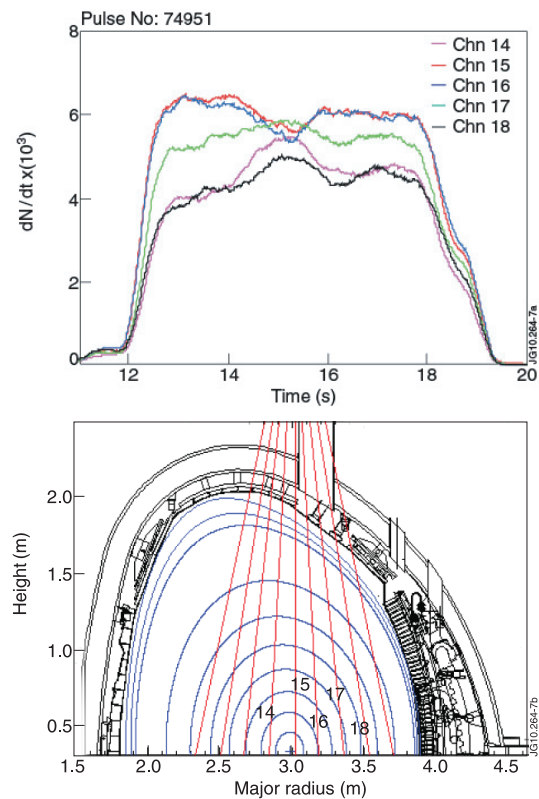 Pulse No: 74951
8
6
4
2
0
dN/dt x(10³)
Chn 14
Chn 15
Chn 16
Chn 17
Chn 18
12 14 16 18 20
Time (s)
JG10.264-7a
2.0
1.5
1.0
0.5
Height (m)
15
17
14
16
18
1.5 2.0 2.5 3.0 3.5 4.0 4.5
Major radius (m)
JG10.264-7b